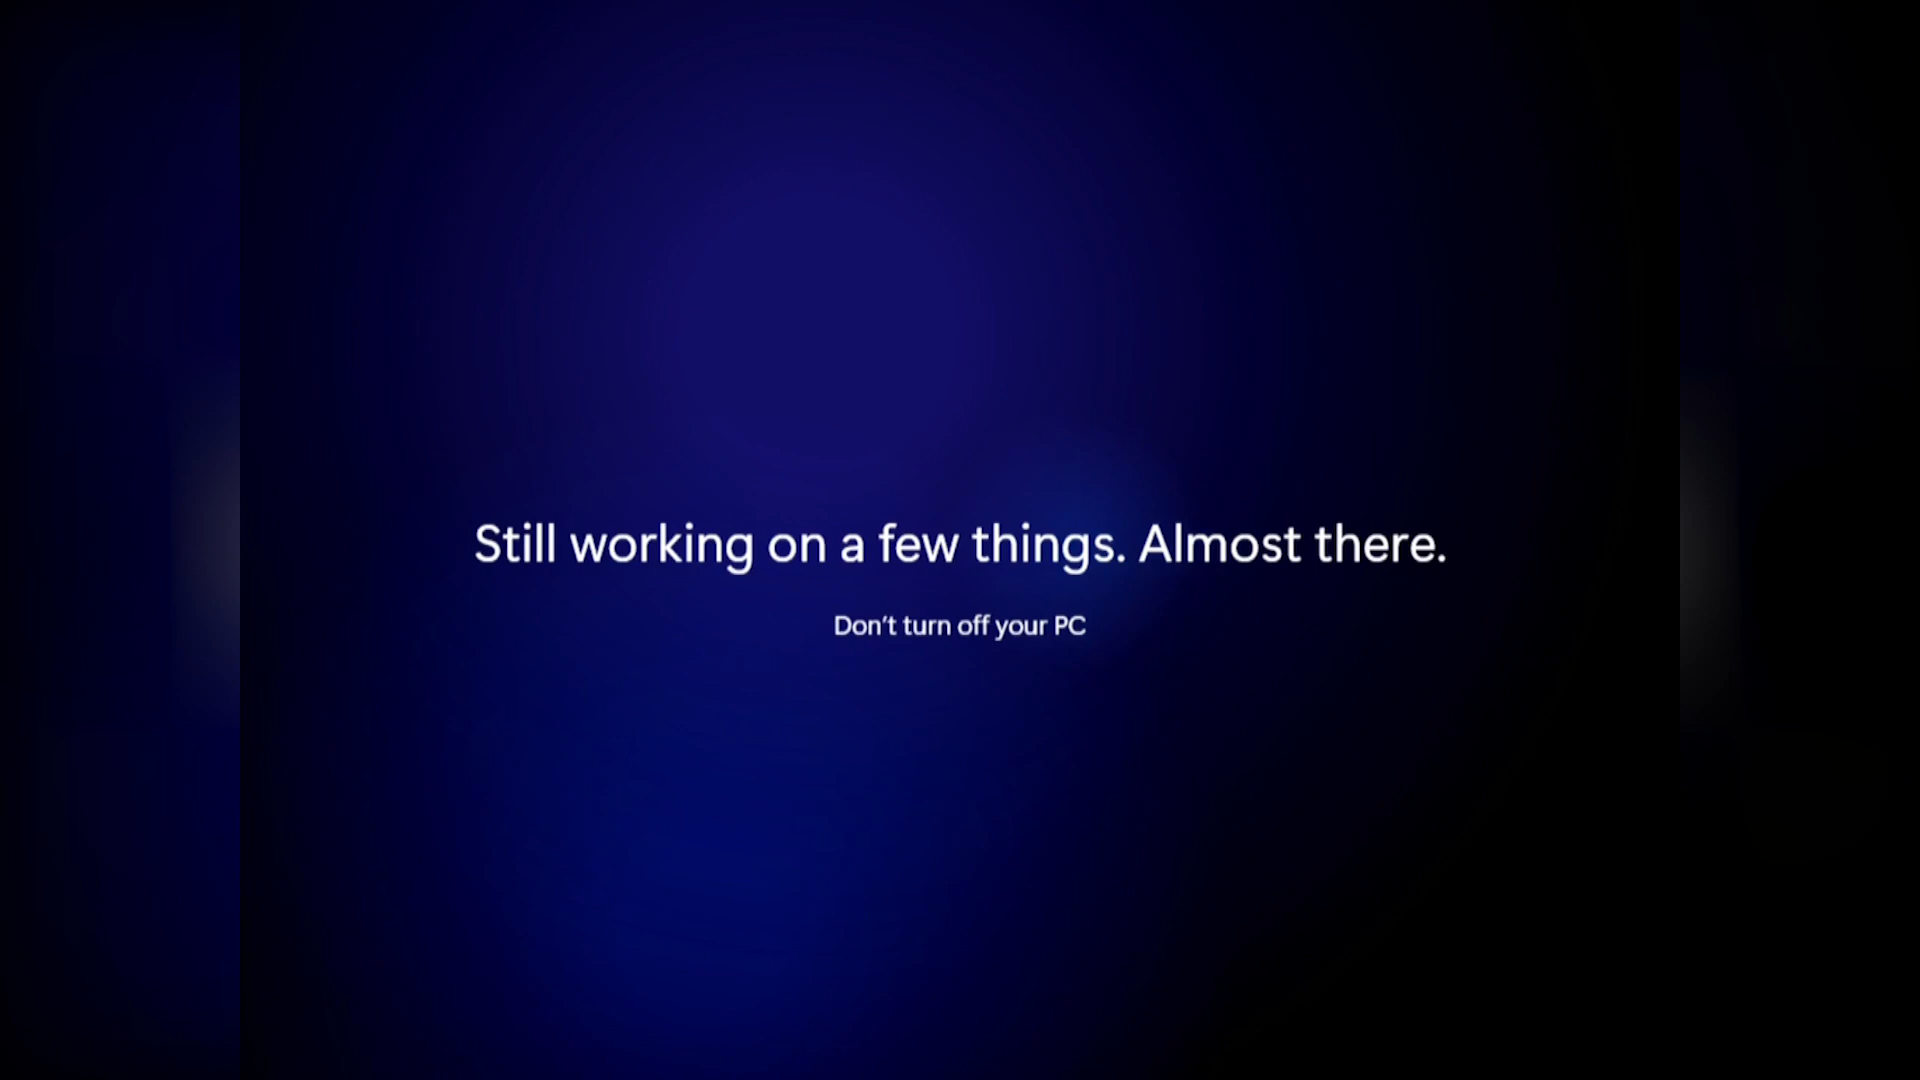 Still working on a few things. Almost there.
Don’t turn off your PC